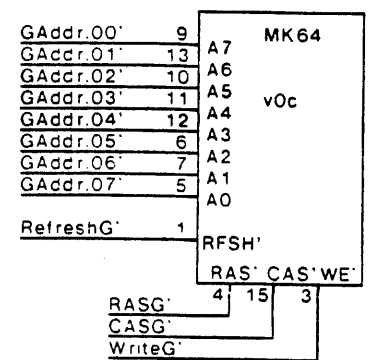 MK64
vOc
GAddr.00' 9 A7
GAddr.01' 13 A6
GAddr.02' 10 A5
GAddr.03' 11 A4
GAddr.04' 12 A3
GAddr.05' 6 A2
GAddr.06' 7 A1
GAddr.07' 5 A0
RefreshG' 1 RFSH'
RAS' CAS' WE'
4 15 3
RASG'
CASG'
WriteG'